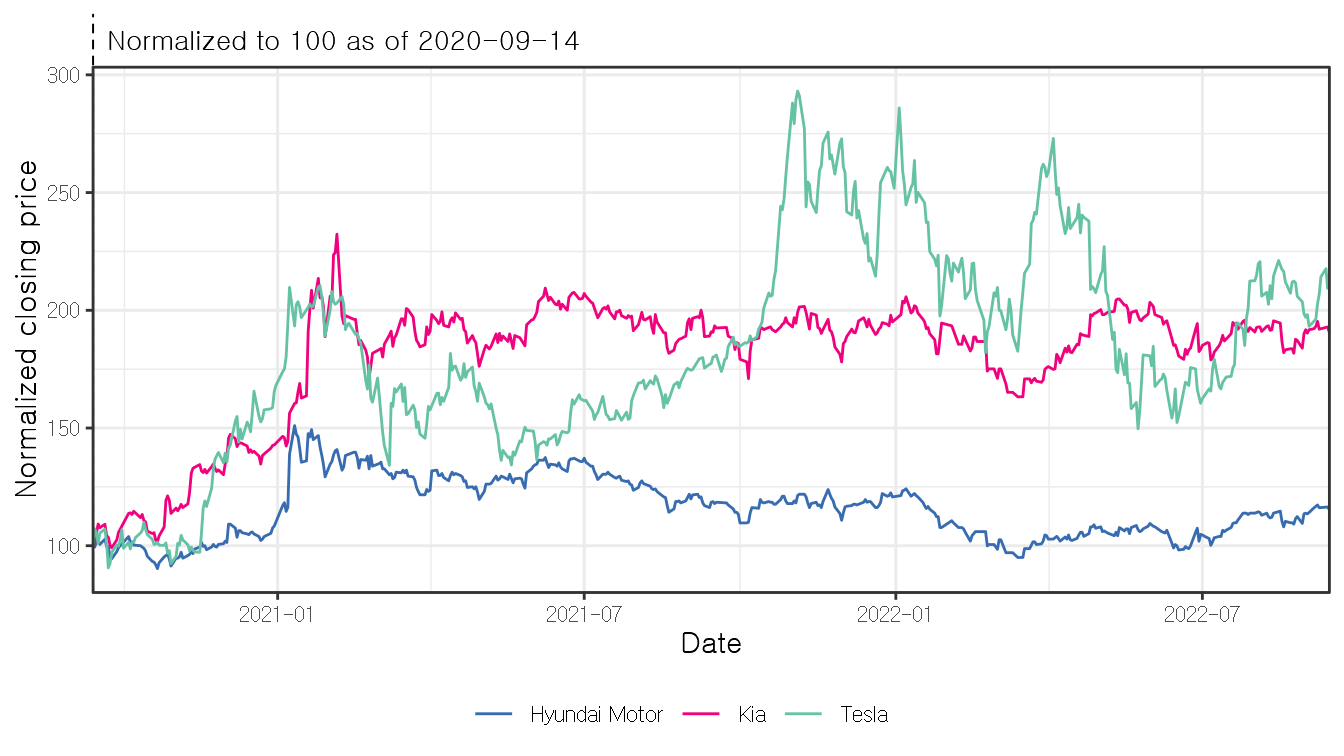 Normalized to 100 as of 2020-09-14
Normalized closing price
300
250
200
150
100
2021-01
2021-07
2022-01
2022-07
Date
Hyundai Motor
Kia
Tesla